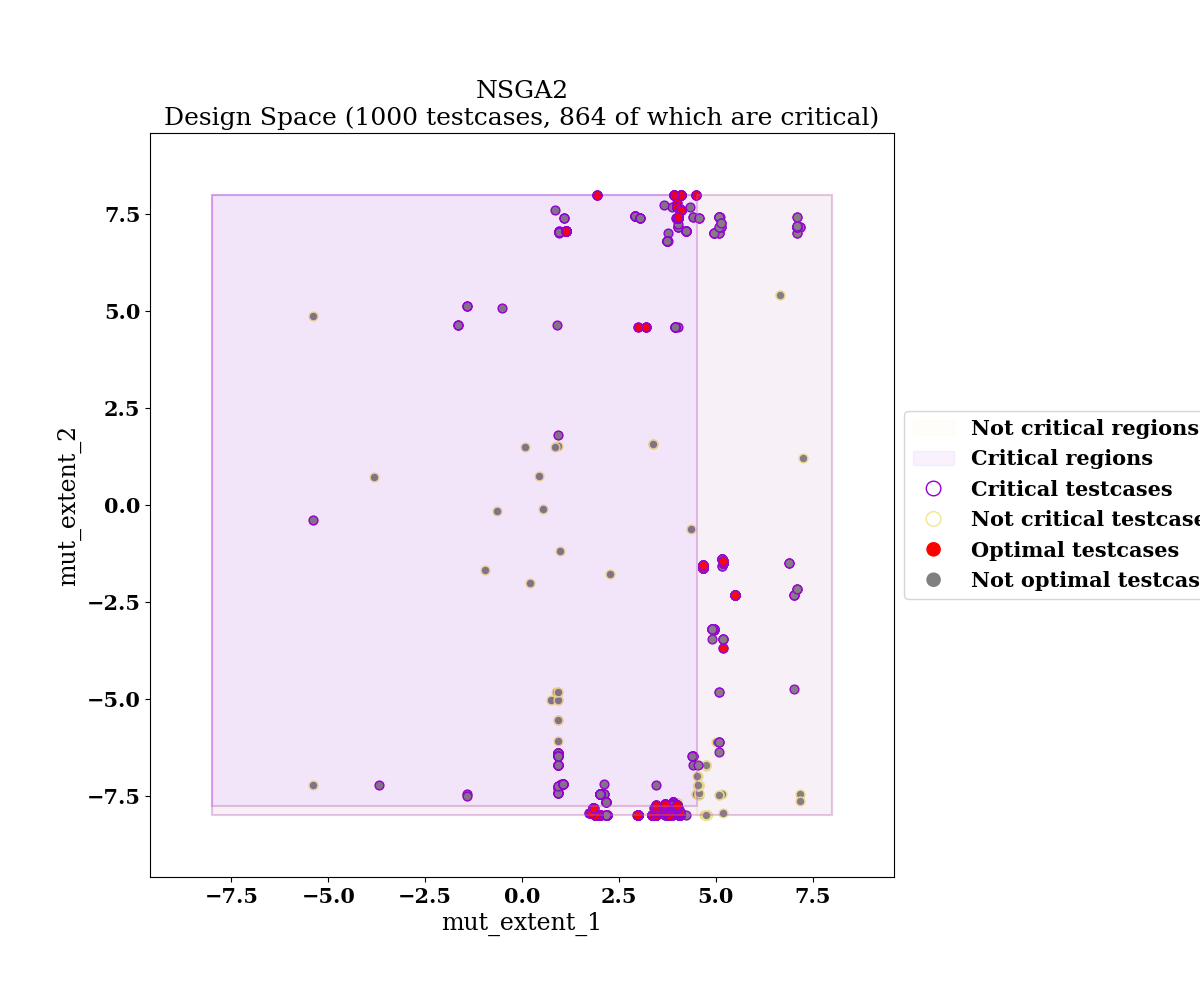 NSGA2
Design Space (1000 testcases, 864 of which are critical)
7.5
5.0
2.5
0.0
−2.5
−5.0
−7.5
mut_extent_2
−7.5
−5.0
−2.5
0.0
2.5
5.0
7.5
mut_extent_1
Not critical regions
Critical regions
Critical testcases
Not critical testcase
Optimal testcases
Not optimal testcas